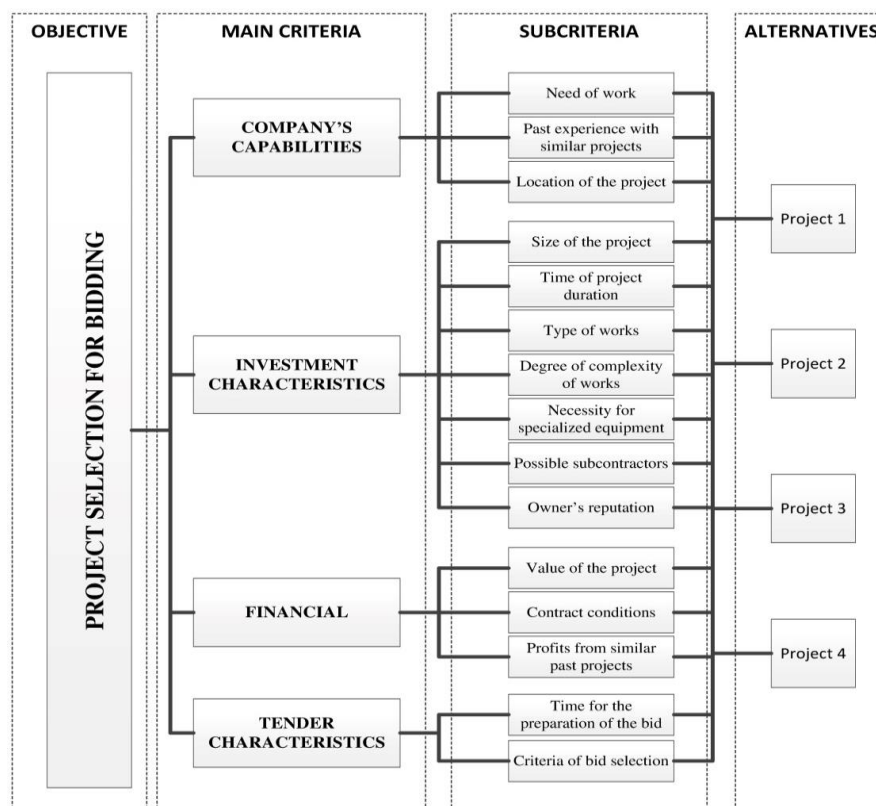 OBJECTIVE
MAIN CRITERIA
SUBCRITERIA
ALTERNATIVES
PROJECT SELECTION FOR BIDDING
COMPANY'S
CAPABILITIES
INVESTMENT
CHARACTERISTICS
FINANCIAL
TENDER
CHARACTERISTICS
Need of work
Past experience with
similar projects
Location of the project
Size of the project
Time of project
duration
Type of works
Degree of complexity
of works
Necessity for
specialized equipment
Possible subcontractors
Owner's reputation
Value of the project
Contract conditions
Profits from similar
past projects
Time for the
preparation of the bid
Criteria of bid selection
Project 1
Project 2
Project 3
Project 4